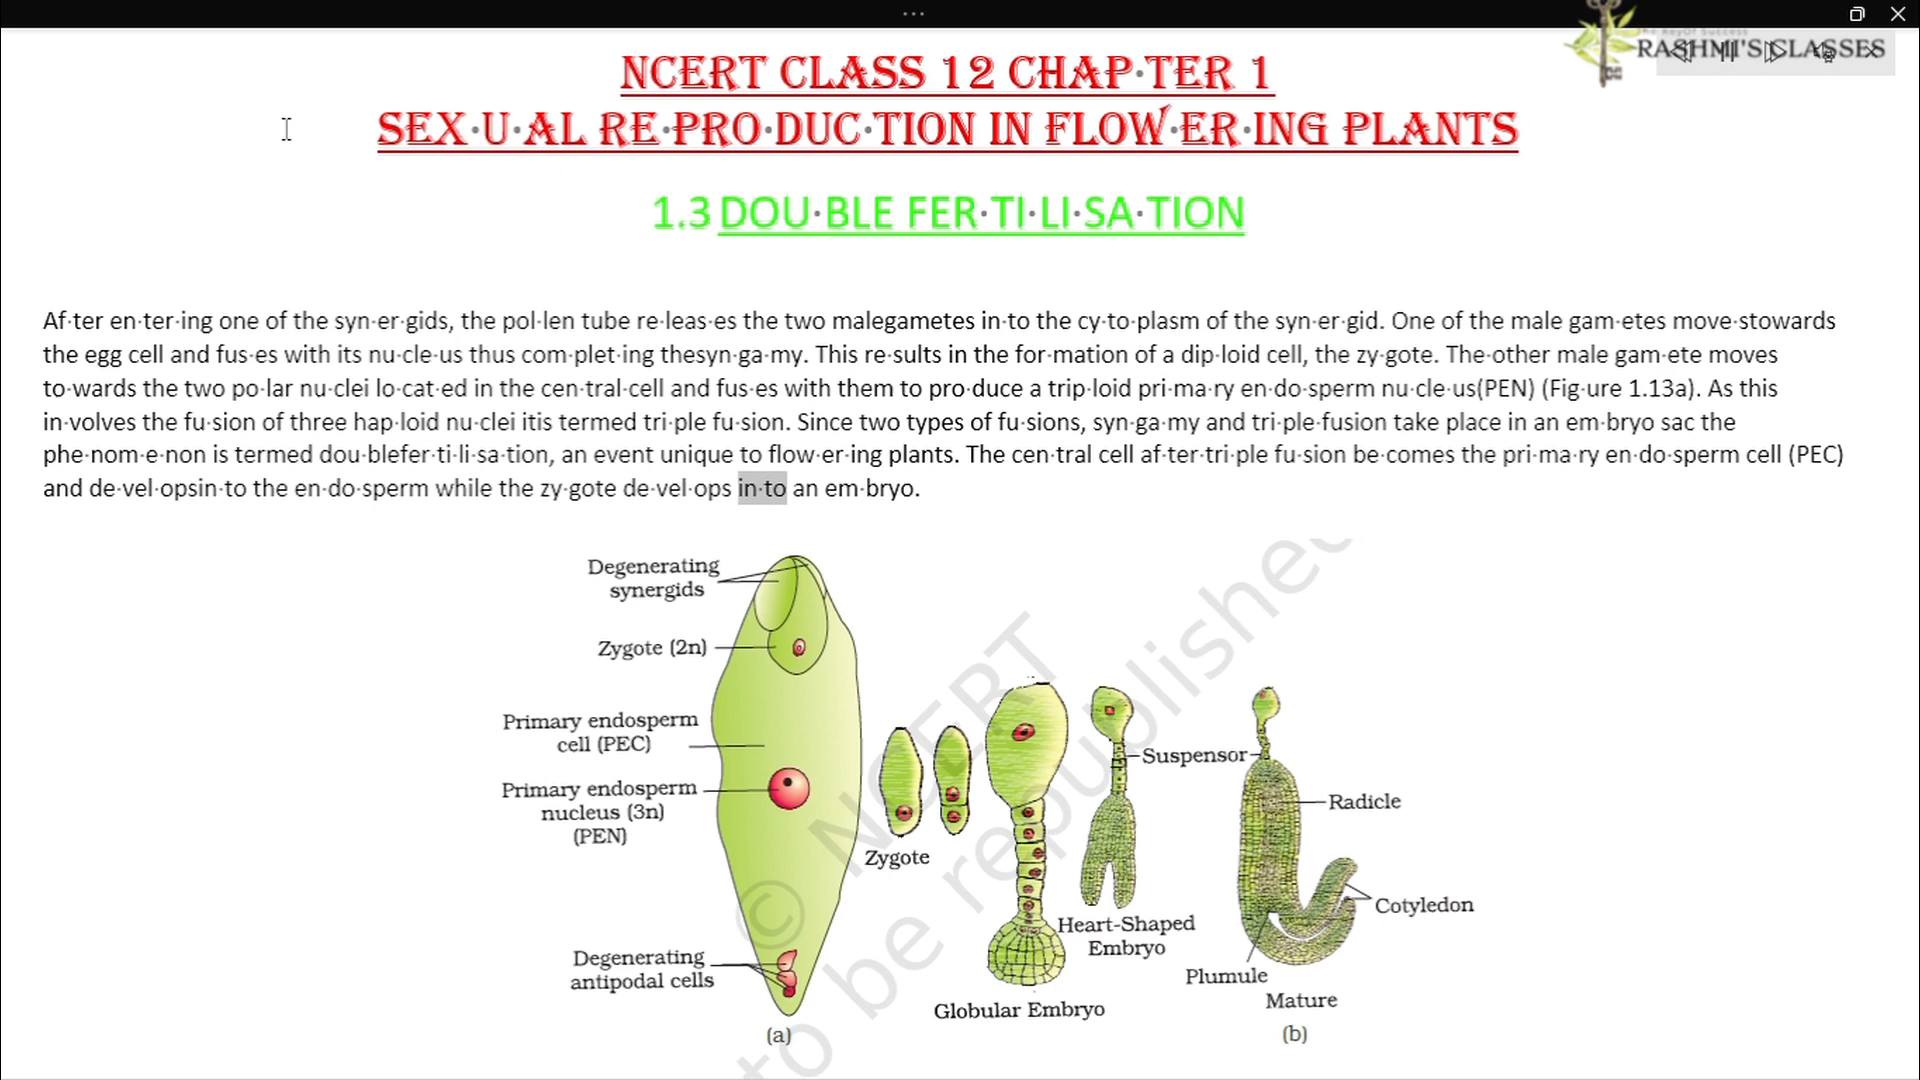 ...
The KeyOf Success
RASHMI'S CLASSES
NCERT CLASS 12 CHAP·TER 1
SEX·U·AL RE·PRO·DUC·TION IN FLOW·ER·ING PLANTS
1.3 DOU·BLE FER·TI·LI·SA·TION
Af·ter en·ter·ing one of the syn·er·gids, the pol·len tube re·leas·es the two malegametes in·to the cy·to·plasm of the syn·er·gid. One of the male gam·etes move·stowards
the egg cell and fus·es with its nu·cle·us thus com·plet·ing thesyn·ga·my. This re·sults in the for·mation of a dip·loid cell, the zy·gote. The·other male gam·ete moves
to·wards the two po·lar nu·clei lo·cat·ed in the cen·tral·cell and fus·es with them to pro·duce a trip·loid pri·ma·ry en·do·sperm nu·cle·us(PEN) (Fig·ure 1.13a). As this
in·volves the fu·sion of three hap·loid nu·clei itis termed tri·ple fu·sion. Since two types of fu·sions, syn·ga·my and tri·ple·fusion take place in an em·bryo sac the
phe·nom·e·non is termed dou·blefer·ti·li·sa·tion, an event unique to flow·er·ing plants. The cen·tral cell af·ter·tri·ple fu·sion be·comes the pri·ma·ry en·do·sperm cell (PEC)
and de·vel·opsin·to the en·do·sperm while the zy·gote de·vel·ops in·to an em·bryo.
Degenerating
synergids
Zygote (2n)
Primary endosperm
cell (PEC)
Primary endosperm
nucleus (3n)
(PEN)
Degenerating
antipodal cells
(a)
Zygote
Globular Embryo
Suspensor
Heart-Shaped
Embryo
Radicle
Cotyledon
Plumule
Mature
(b)
© NCERT
to be republished